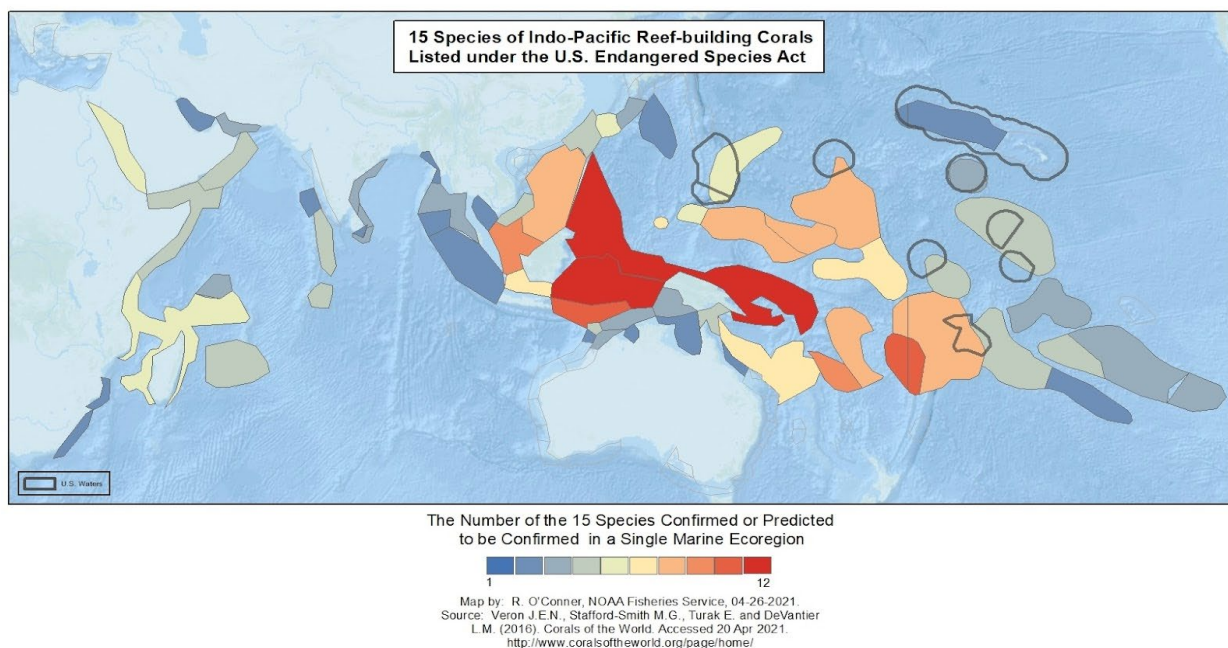 15 Species of Indo-Pacific Reef-building Corals
Listed under the U.S. Endangered Species Act
U.S. Waters
The Number of the 15 Species Confirmed or Predicted
to be Confirmed in a Single Marine Ecoregion
1
12
Map by: R. O'Conner, NOAA Fisheries Service, 04-26-2021.
Source: Veron J.E.N., Stafford-Smith M.G., Turak E. and DeVantier
L.M. (2016). Corals of the World. Accessed 20 Apr 2021.
http://www.coralsoftheworld.org/page/home/